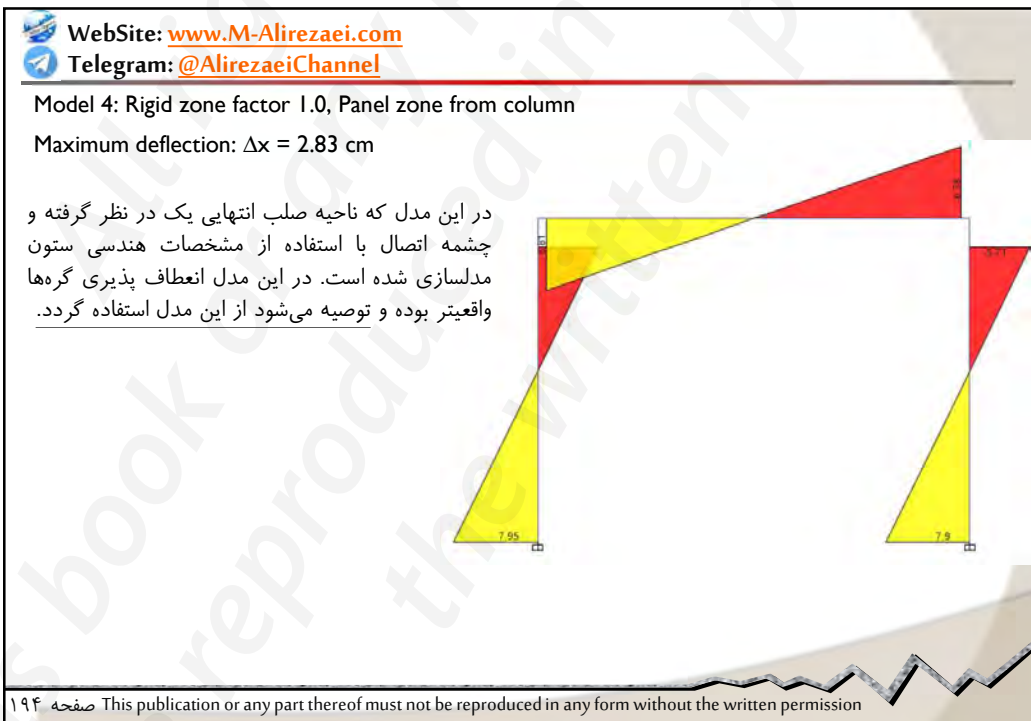 WebSite: www.M-Alirezaei.com
Telegram: @AlirezaeiChannel
Model 4: Rigid zone factor 1.0, Panel zone from column
Maximum deflection: Δx = 2.83 cm
در این مدل که ناحیه صلب انتهایی یک در نظر گرفته و
چشمه اتصال با استفاده از مشخصات هندسی ستون
مدلسازی شده است. در این مدل انعطاف پذیری گره‌ها
واقعیتر بوده و توصیه می‌شود از این مدل استفاده گردد.
7.95
7.9
صفحه ۱۹۴ This publication or any part thereof must not be reproduced in any form without the written permission